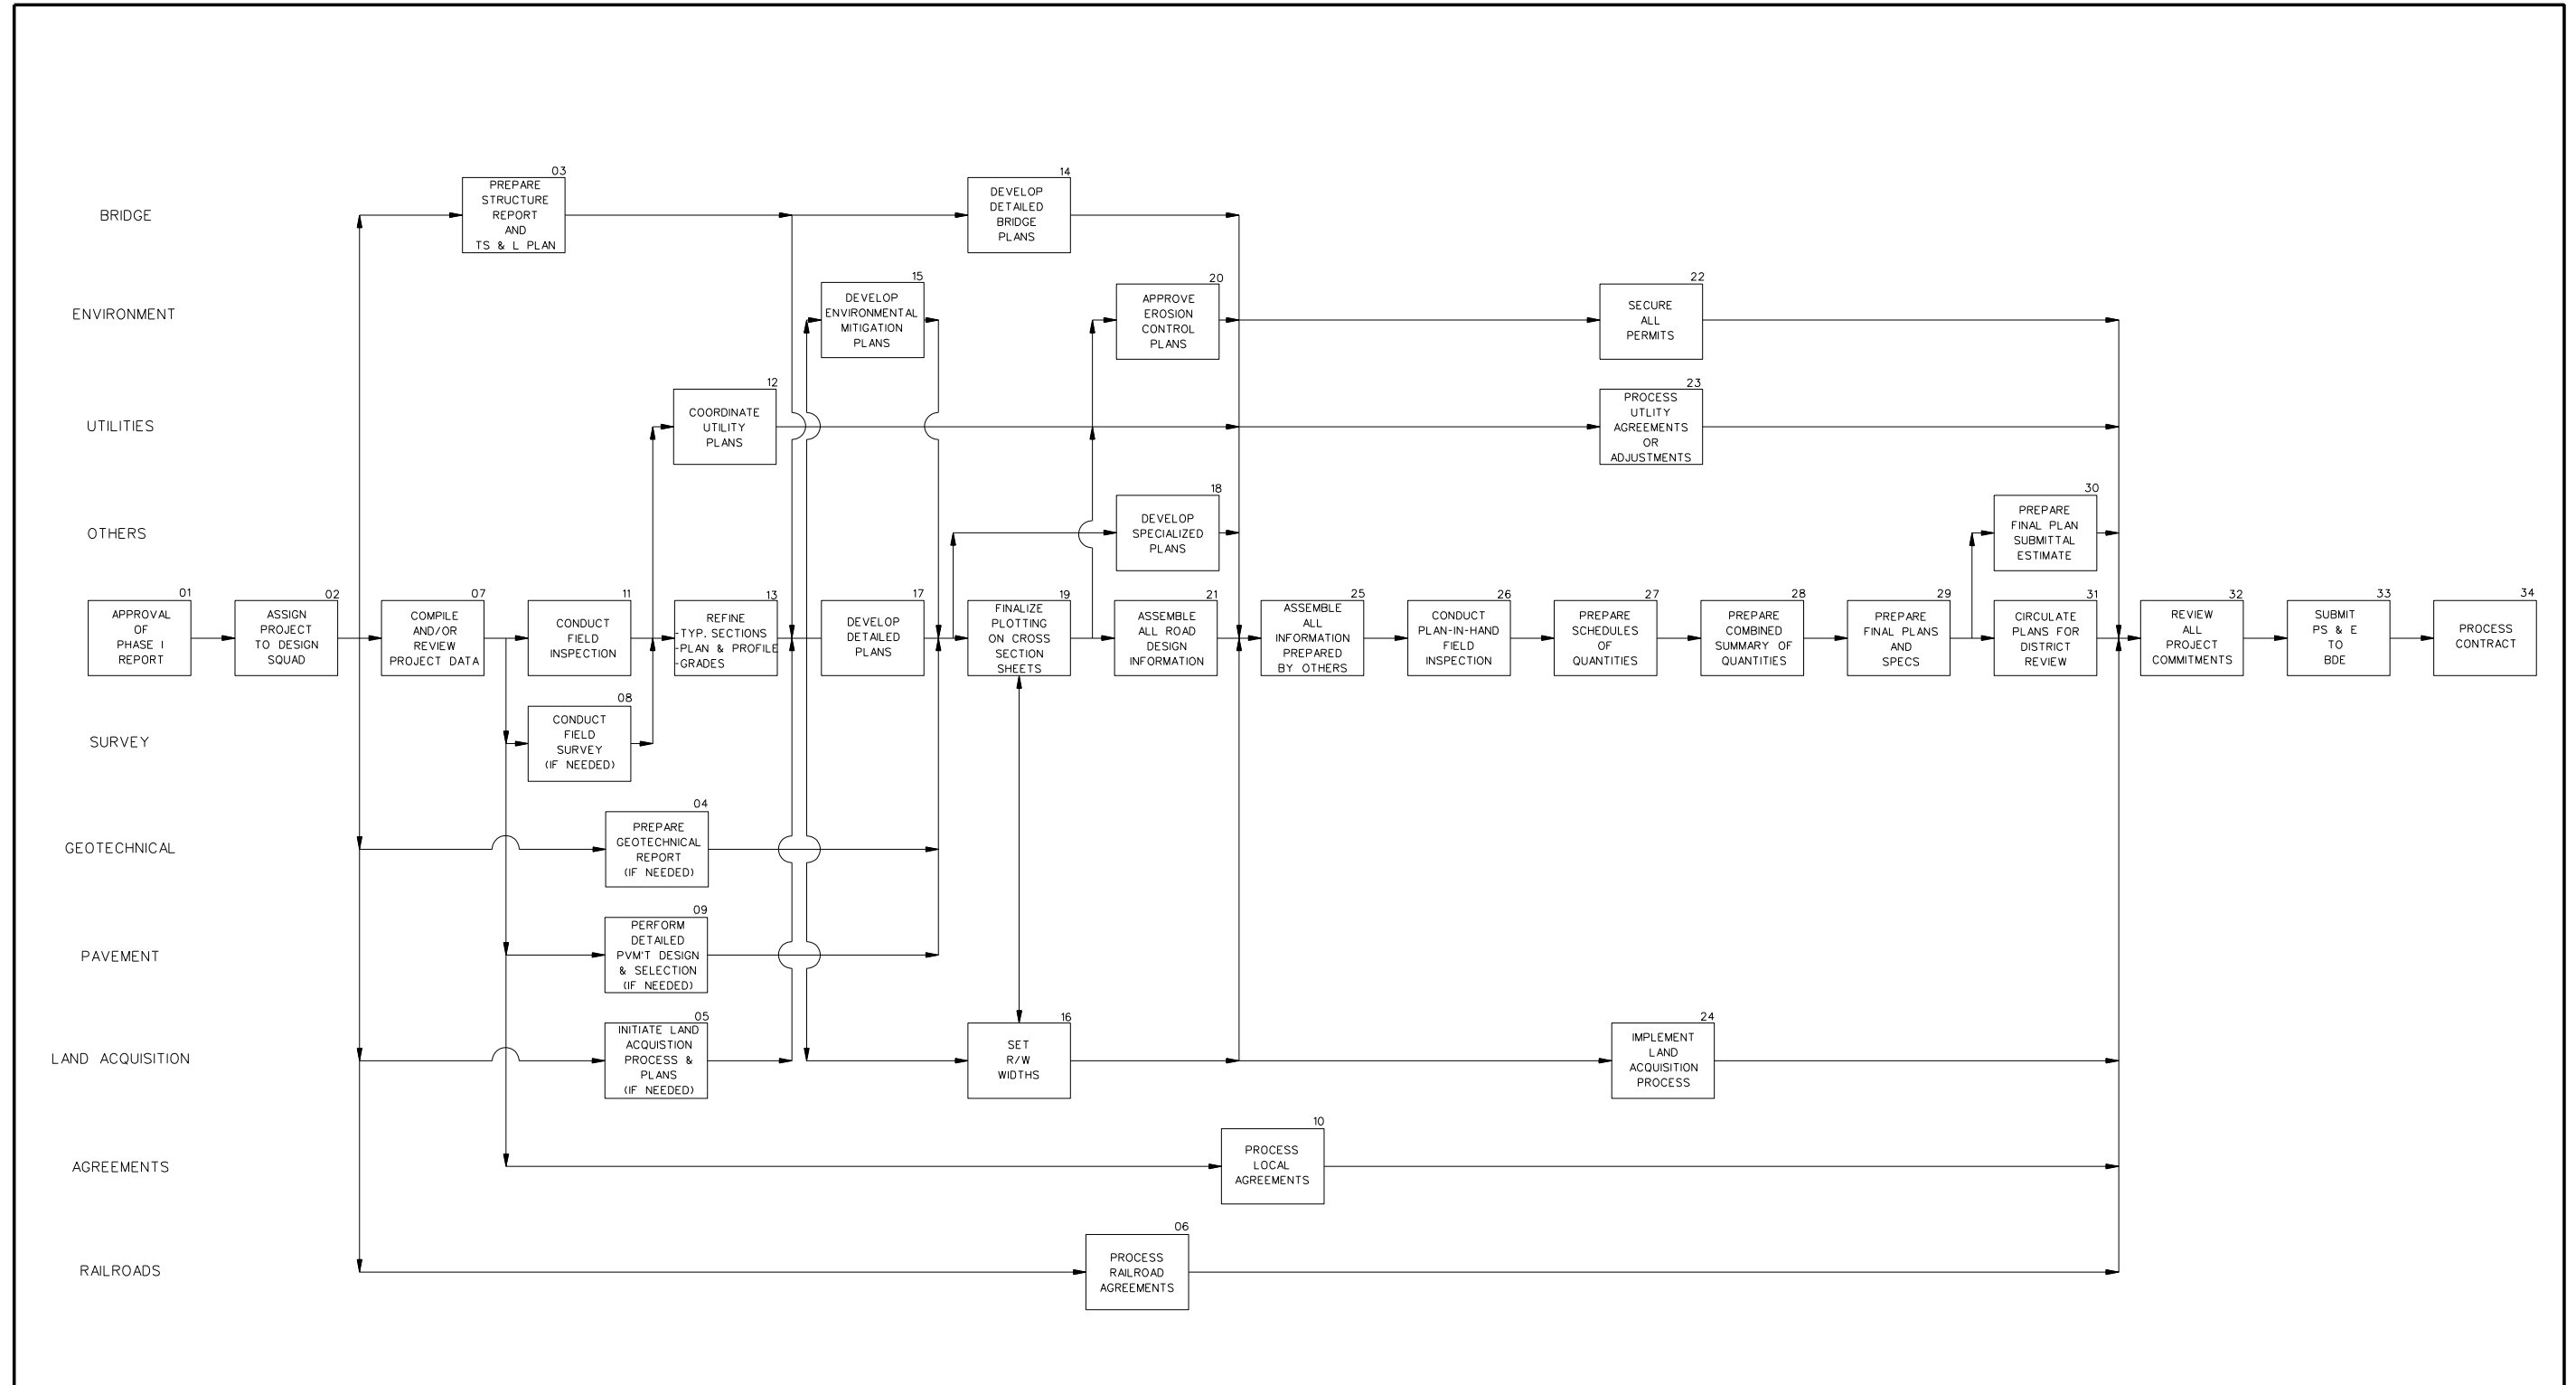 03
PREPARE
STRUCTURE
REPORT
AND
TS & L PLAN
14
DEVELOP
DETAILED
BRIDGE
PLANS
BRIDGE
15
DEVELOP
ENVIRONMENTAL
MITIGATION
PLANS
20
APPROVE
EROSION
CONTROL
PLANS
22
SECURE
ALL
PERMITS
ENVIRONMENT
12
COORDINATE
UTILITY
PLANS
23
PROCESS
UTLITY
AGREEMENTS
OR
ADJUSTMENTS
UTILITIES
18
DEVELOP
SPECIALIZED
PLANS
30
PREPARE
FINAL PLAN
SUBMITTAL
ESTIMATE
OTHERS
01
APPROVAL
OF
PHASE I
REPORT
02
ASSIGN
PROJECT
TO DESIGN
SQUAD
07
COMPILE
AND/OR
REVIEW
PROJECT DATA
11
CONDUCT
FIELD
INSPECTION
13
REFINE
-TYP. SECTIONS
-PLAN & PROFILE
-GRADES
17
DEVELOP
DETAILED
PLANS
19
FINALIZE
PLOTTING
ON CROSS
SECTION
SHEETS
21
ASSEMBLE
ALL ROAD
DESIGN
INFORMATION
25
ASSEMBLE
ALL
INFORMATION
PREPARED
BY OTHERS
26
CONDUCT
PLAN-IN-HAND
FIELD
INSPECTION
27
PREPARE
SCHEDULES
OF
QUANTITIES
28
PREPARE
COMBINED
SUMMARY OF
QUANTITIES
29
PREPARE
FINAL PLANS
AND
SPECS
31
CIRCULATE
PLANS FOR
DISTRICT
REVIEW
32
REVIEW
ALL
PROJECT
COMMITMENTS
33
SUBMIT
PS & E
TO
BDE
34
PROCESS
CONTRACT
08
CONDUCT
FIELD
SURVEY
(IF NEEDED)
SURVEY
04
PREPARE
GEOTECHNICAL
REPORT
(IF NEEDED)
GEOTECHNICAL
09
PERFORM
DETAILED
PVM'T DESIGN
& SELECTION
(IF NEEDED)
PAVEMENT
05
INITIATE LAND
ACQUISTION
PROCESS &
PLANS
(IF NEEDED)
16
SET
R/W
WIDTHS
24
IMPLEMENT
LAND
ACQUISITION
PROCESS
LAND ACQUISITION
10
PROCESS
LOCAL
AGREEMENTS
AGREEMENTS
06
PROCESS
RAILROAD
AGREEMENTS
RAILROADS